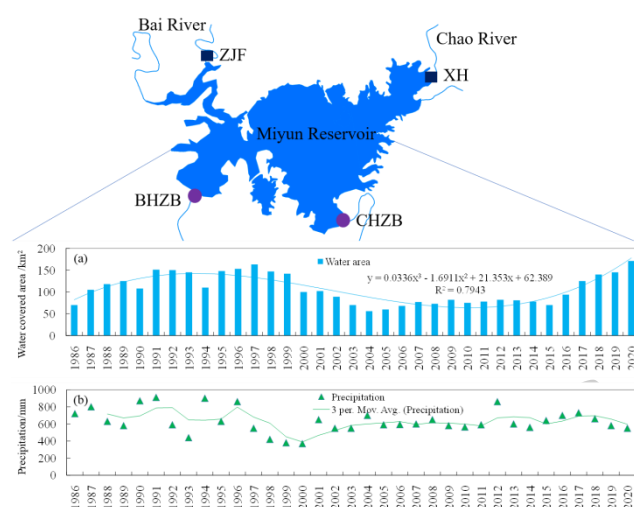 Bai River
ZJF
Chao River
XH
Miyun Reservoir
BHZB
CHZB
(a)
Water area
y = 0.0336x³ - 1.6911x² + 21.353x + 62.389
R² = 0.7943
Water covered area /km²
200
150
100
50
0
1986 1987 1988 1989 1990 1991 1992 1993 1994 1995 1996 1997 1998 1999 2000 2001 2002 2003 2004 2005 2006 2007 2008 2009 2010 2011 2012 2013 2014 2015 2016 2017 2018 2019 2020
(b)
Precipitation
3 per. Mov. Avg. (Precipitation)
Precipitation/mm
1000
800
600
400
200
0
1986 1987 1988 1989 1990 1991 1992 1993 1994 1995 1996 1997 1998 1999 2000 2001 2002 2003 2004 2005 2006 2007 2008 2009 2010 2011 2012 2013 2014 2015 2016 2017 2018 2019 2020